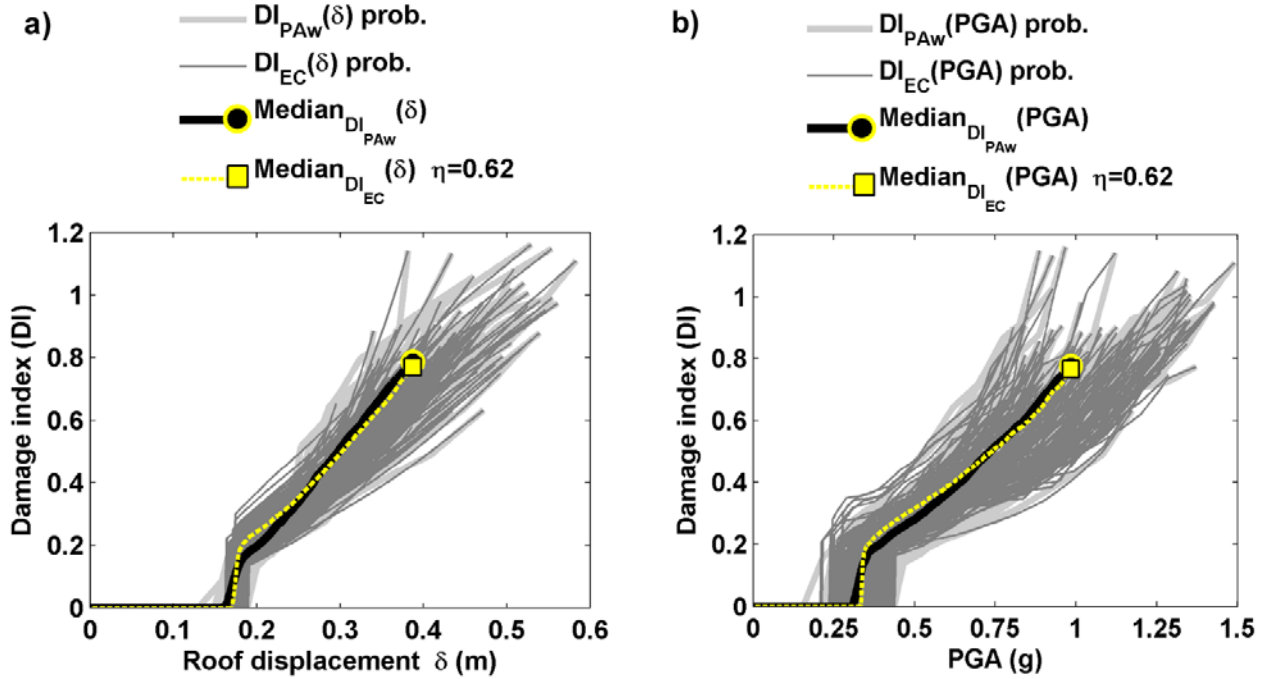 a)
DI_PAw(δ) prob.
DI_EC(δ) prob.
Median_DI_PAw(δ)
Median_DI_EC(δ) η=0.62
1.2
1
0.8
0.6
0.4
0.2
0
Damage index (DI)
0 0.1 0.2 0.3 0.4 0.5 0.6
Roof displacement δ (m)
b)
DI_PAw(PGA) prob.
DI_EC(PGA) prob.
Median_DI_PAw(PGA)
Median_DI_EC(PGA) η=0.62
1.2
1
0.8
0.6
0.4
0.2
0
Damage index (DI)
0 0.25 0.5 0.75 1 1.25 1.5
PGA (g)